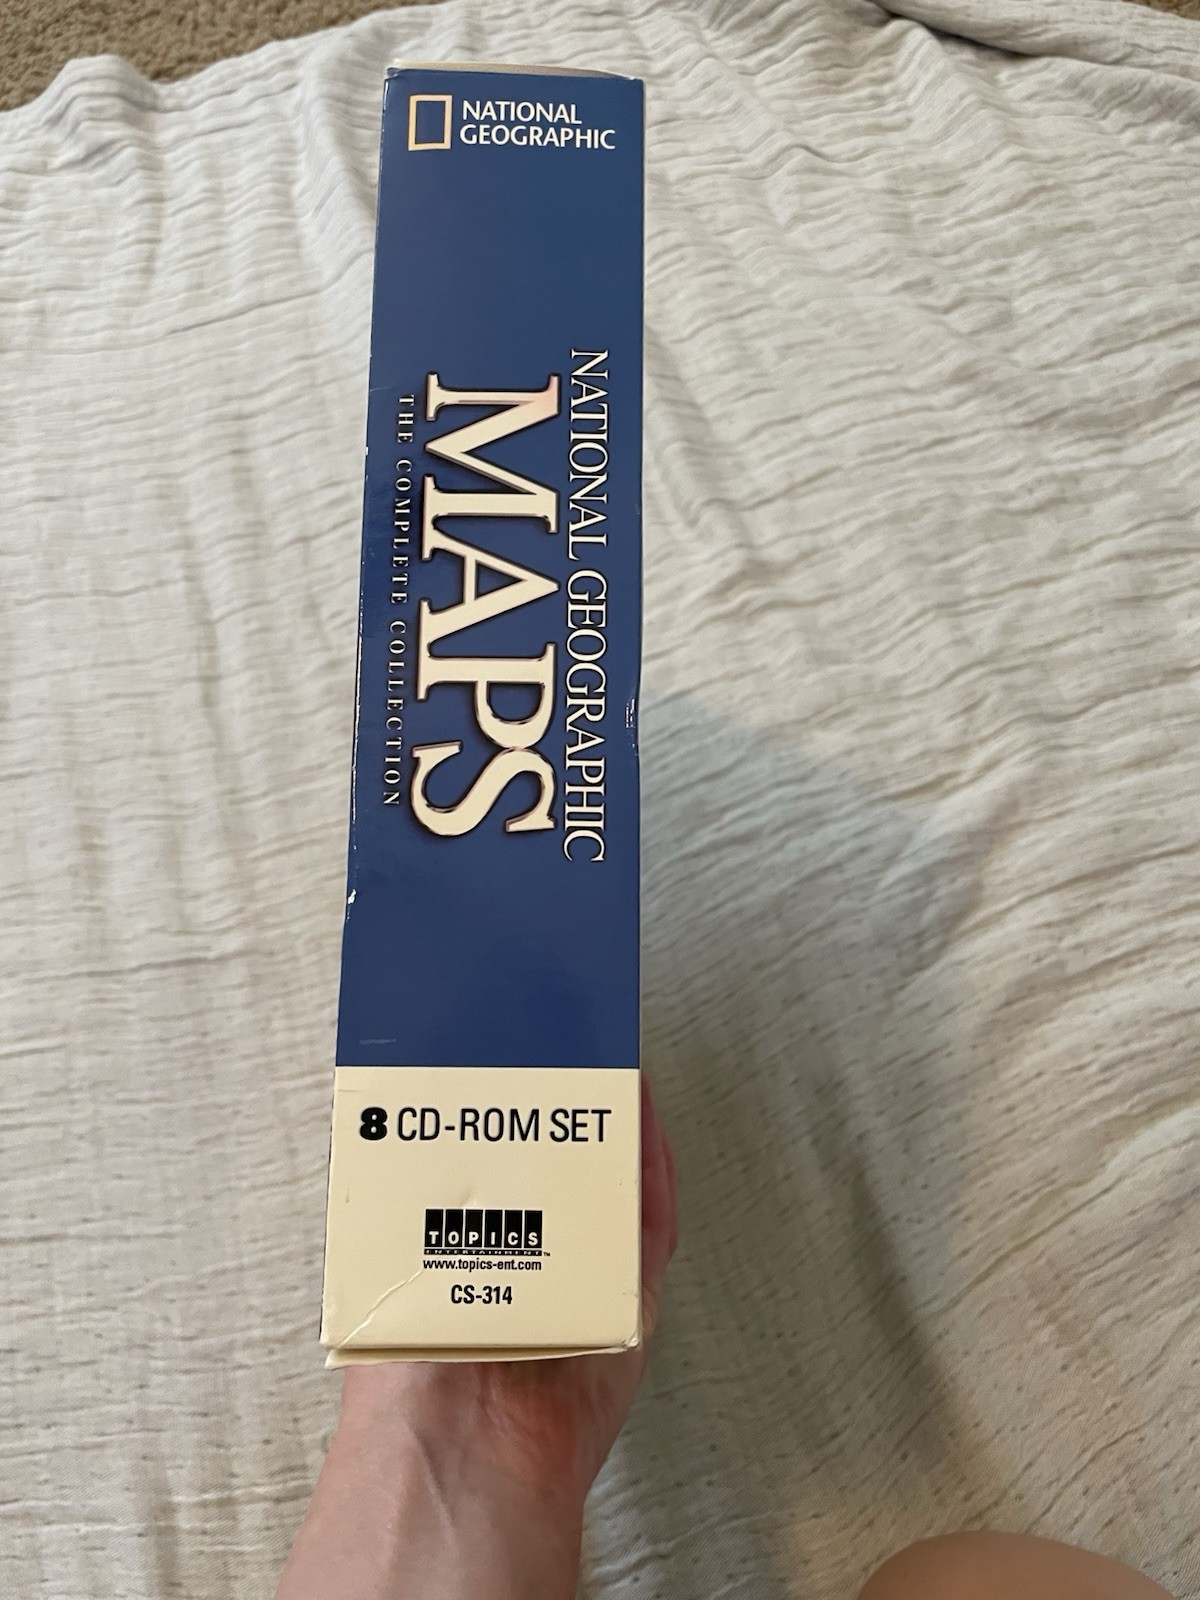 NATIONAL
GEOGRAPHIC
NATIONAL GEOGRAPHIC
MAPS
THE COMPLETE COLLECTION
8 CD-ROM SET
TOPICS
ENTERTAINMENT™
www.topics-ent.com
CS-314